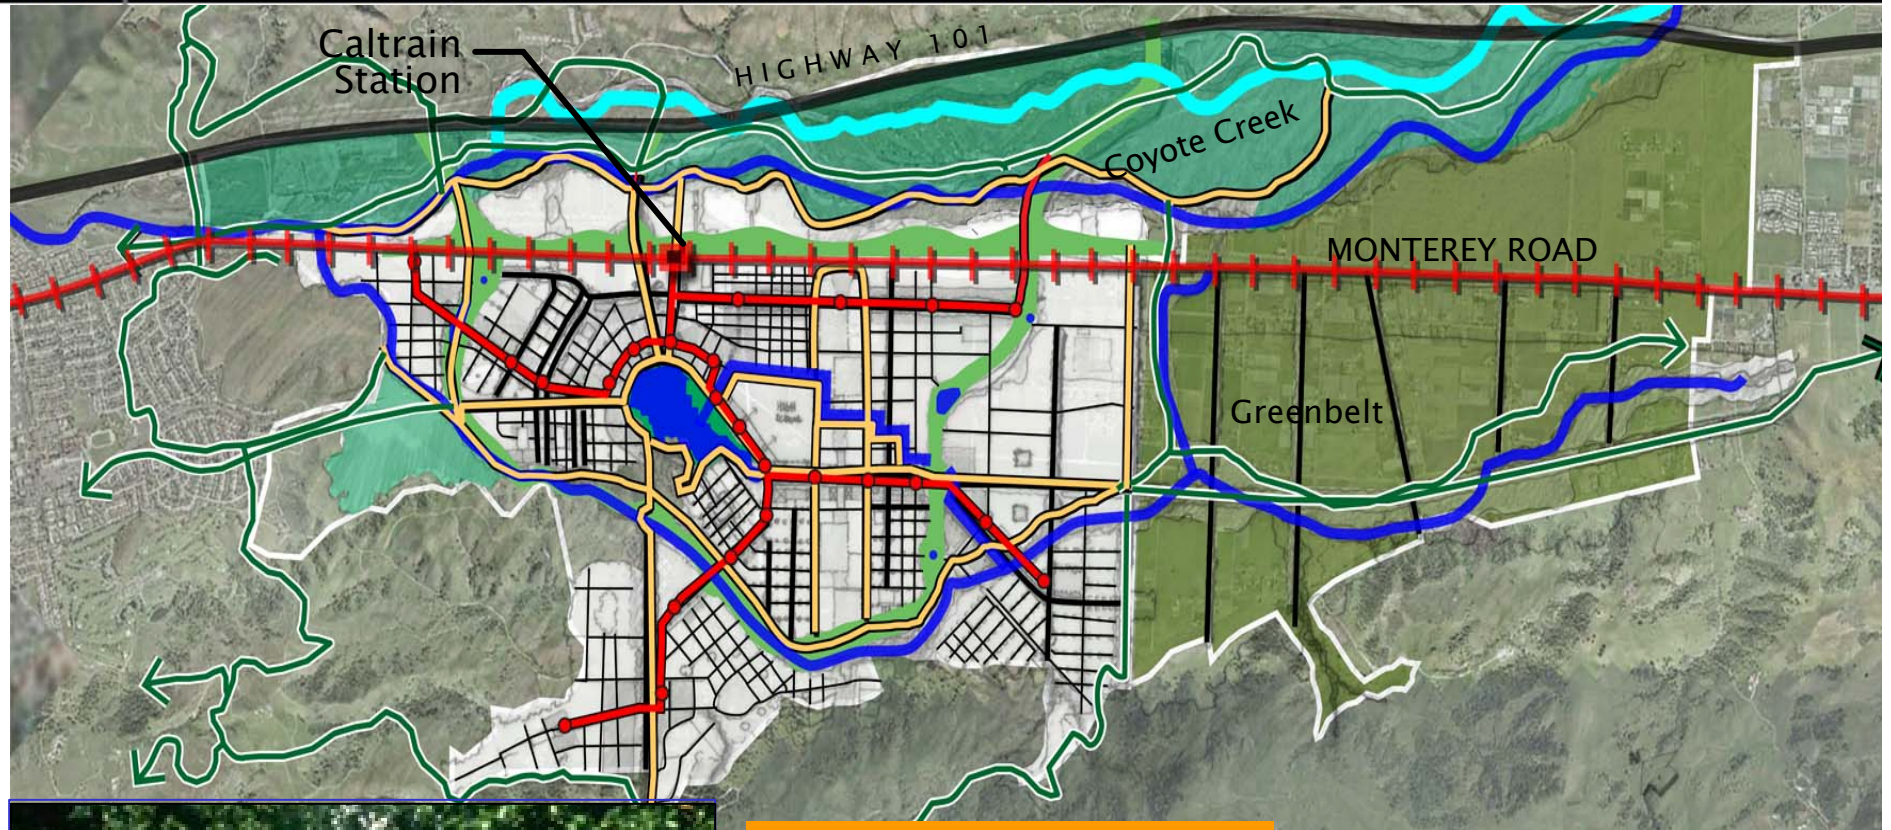 Caltrain
Station
HIGHWAY 101
Coyote Creek
MONTEREY ROAD
Greenbelt